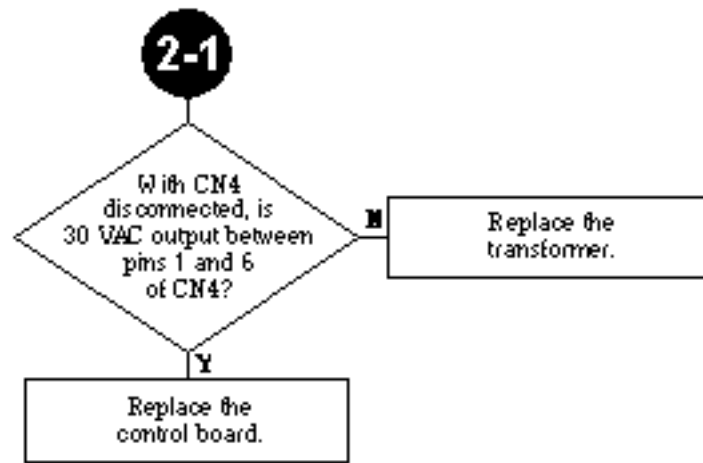 2-1
With CN4
disconnected, is
30 VAC output between
pins 1 and 6
of CN4?
N
Replace the
transformer.
Y
Replace the
control board.